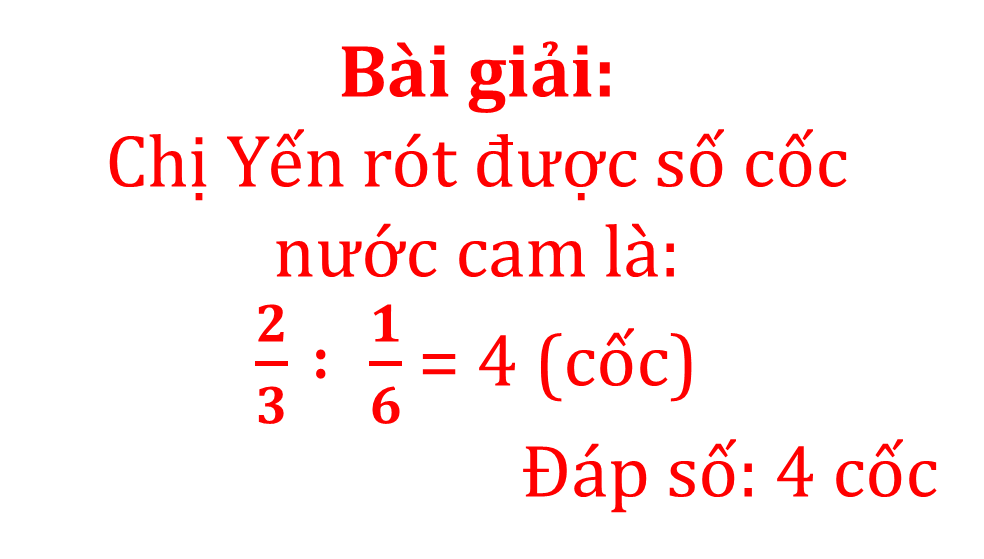 Bài giải:
Chị Yến rót được số cốc
nước cam là:
2/3 : 1/6 = 4 (cốc)
Đáp số: 4 cốc